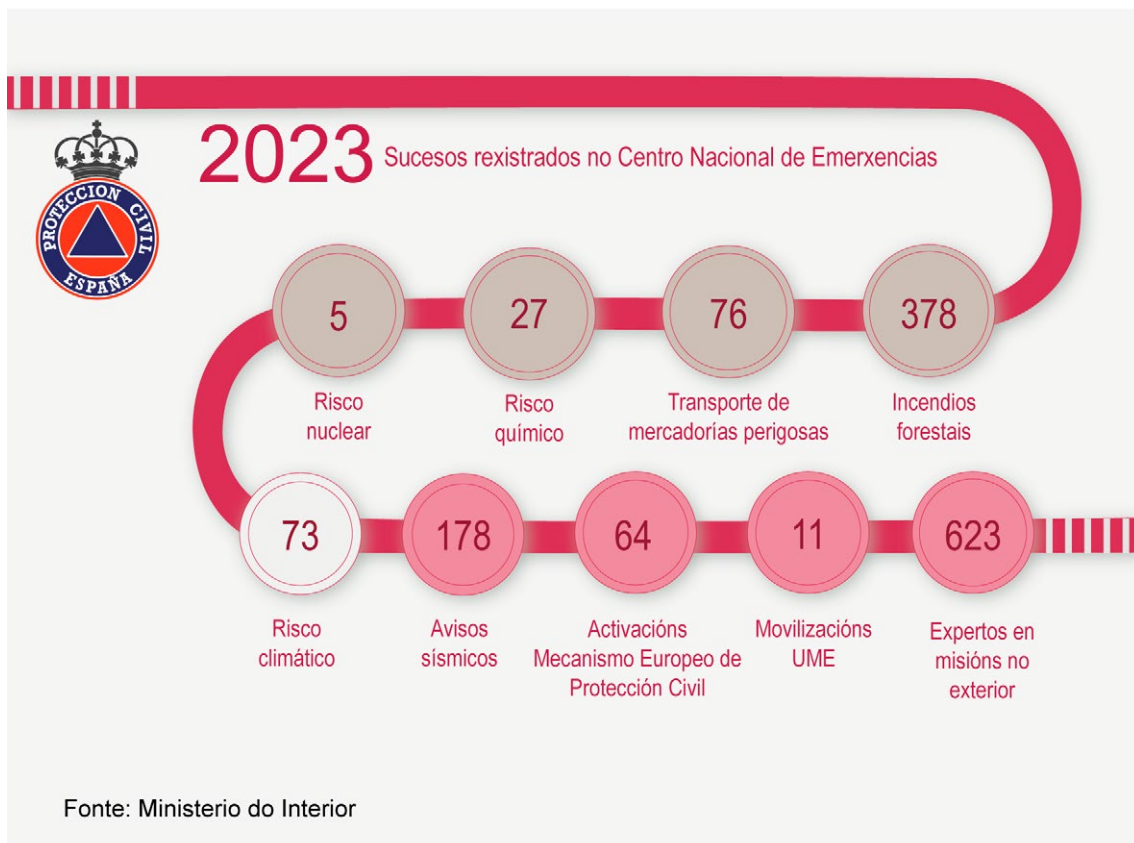 2023 Sucesos rexistrados no Centro Nacional de Emerxencias
PROTECCION CIVIL
ESPAÑA
5
27
76
378
Risco
nuclear
Risco
químico
Transporte de
mercadorías perigosas
Incendios
forestais
73
178
64
11
623
Risco
climático
Avisos
sísmicos
Activacións
Mecanismo Europeo de
Protección Civil
Movilizacións
UME
Expertos en
misións no
exterior
Fonte: Ministerio do Interior